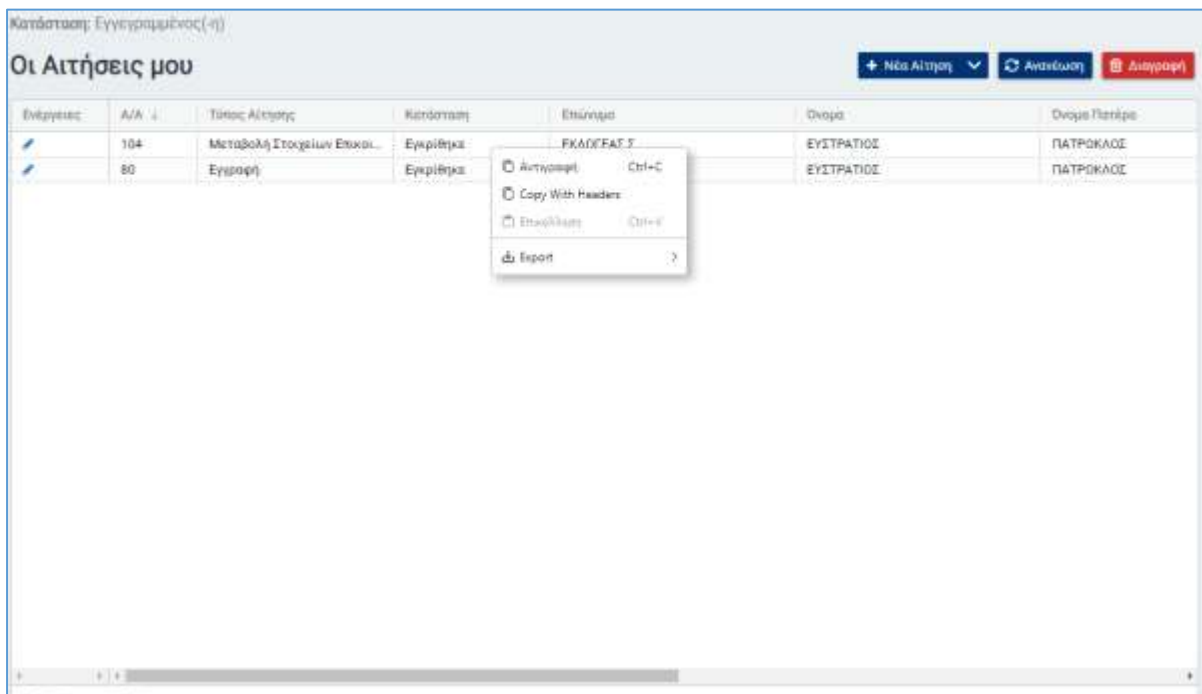 Κατάσταση: Εγγεγραμμένος(-η)
Οι Αιτήσεις μου
+ Νέα Αίτηση Ανανέωση Διαγραφή
Ενέργειες Α/Α ↓ Τύπος Αίτησης Κατάσταση Επώνυμο Όνομα Όνομα Πατέρα
104 Μεταβολή Στοιχείων Επικοι... Εγκρίθηκε ΕΥΣΤΡΑΤΙΟΣ ΠΑΤΡΟΚΛΟΣ
80 Εγγραφή Εγκρίθηκε ΕΥΣΤΡΑΤΙΟΣ ΠΑΤΡΟΚΛΟΣ
Αντιγραφή Ctrl+C
Copy With Headers
Επικόλληση Ctrl+V
Export